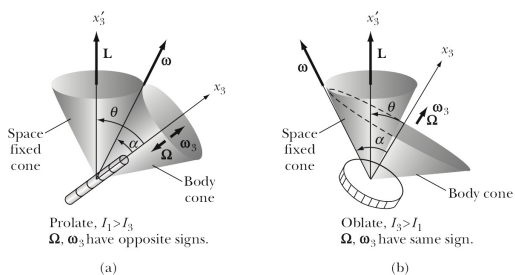 x₃′
L
ω
x₃
θ
ω₃
Ω
α
Space
fixed
cone
Body
cone
Prolate, I₁>I₃
Ω, ω₃ have opposite signs.
(a)
x₃′
ω
L
x₃
θ
ω₃
Ω
α
Space
fixed
cone
Body cone
Oblate, I₃>I₁
Ω, ω₃ have same sign.
(b)